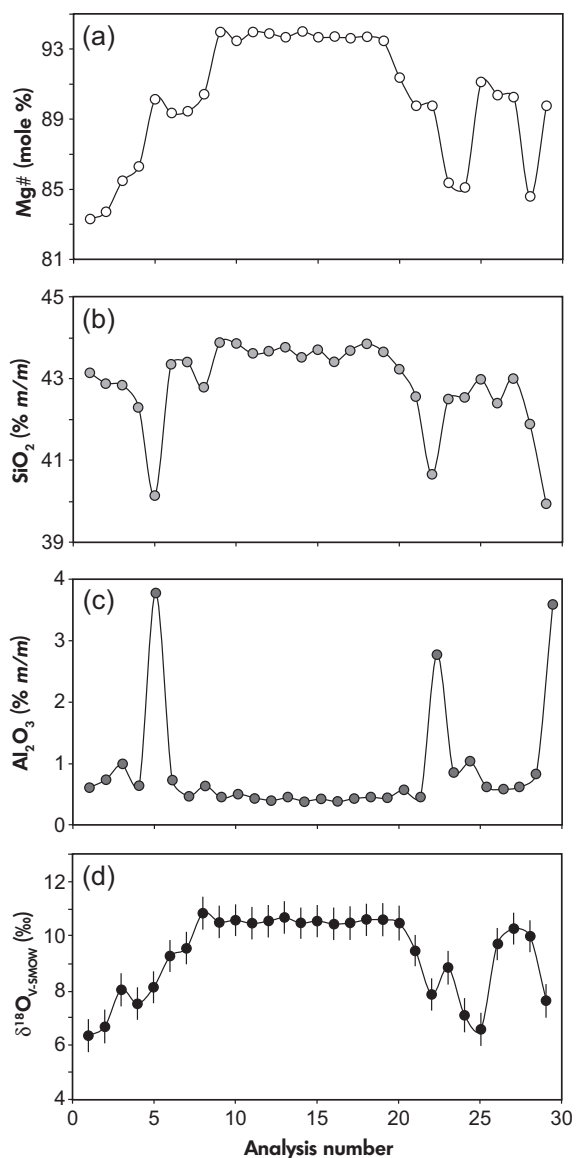 (a)
93
89
85
81
Mg# (mole %)
(b)
45
43
41
39
SiO₂ (% m/m)
(c)
4
3
2
1
0
Al₂O₃ (% m/m)
(d)
12
10
8
6
4
δ¹⁸O V-SMOW (‰)
0 5 10 15 20 25 30
Analysis number